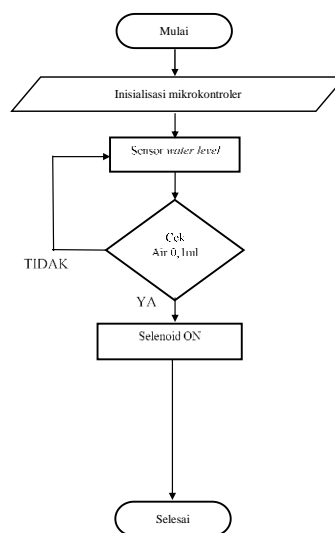 Mulai
Inisialisasi mikrokontroler
Sensor water level
Cek
Air 0,1ml
TIDAK
YA
Selenoid ON
Selesai